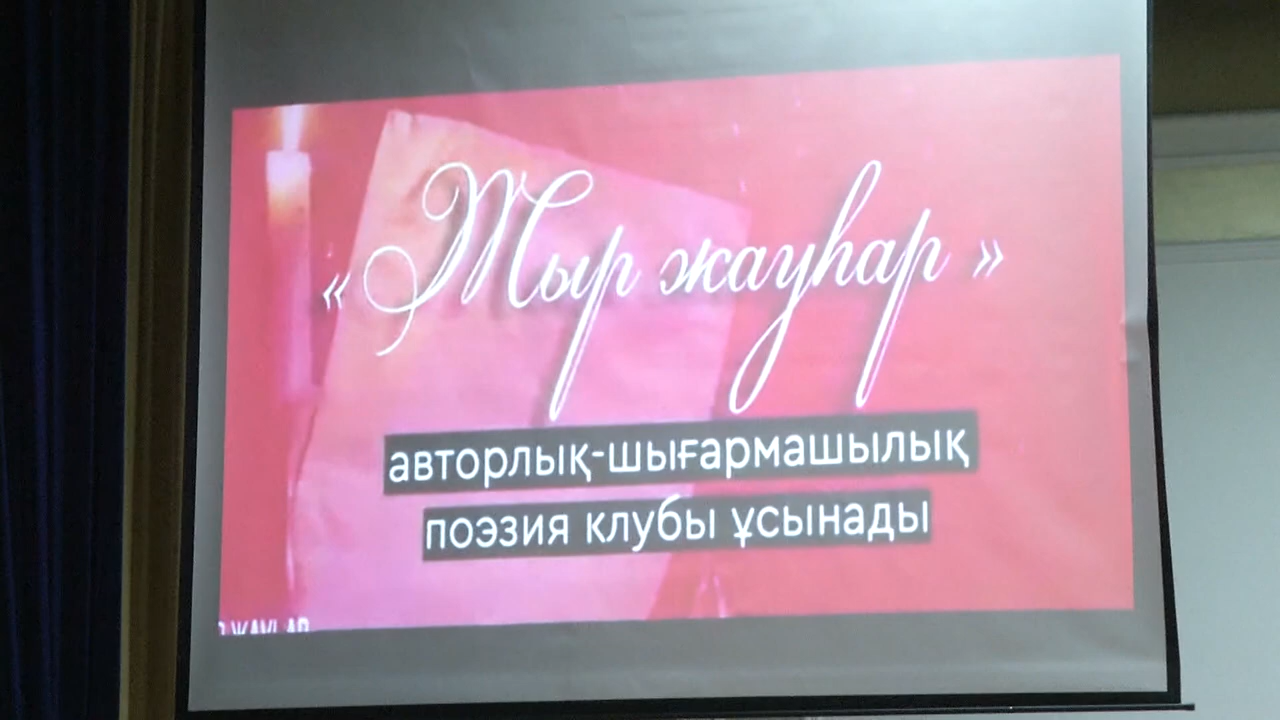 « Жыр жауһар »
авторлық-шығармашылық
поэзия клубы ұсынады